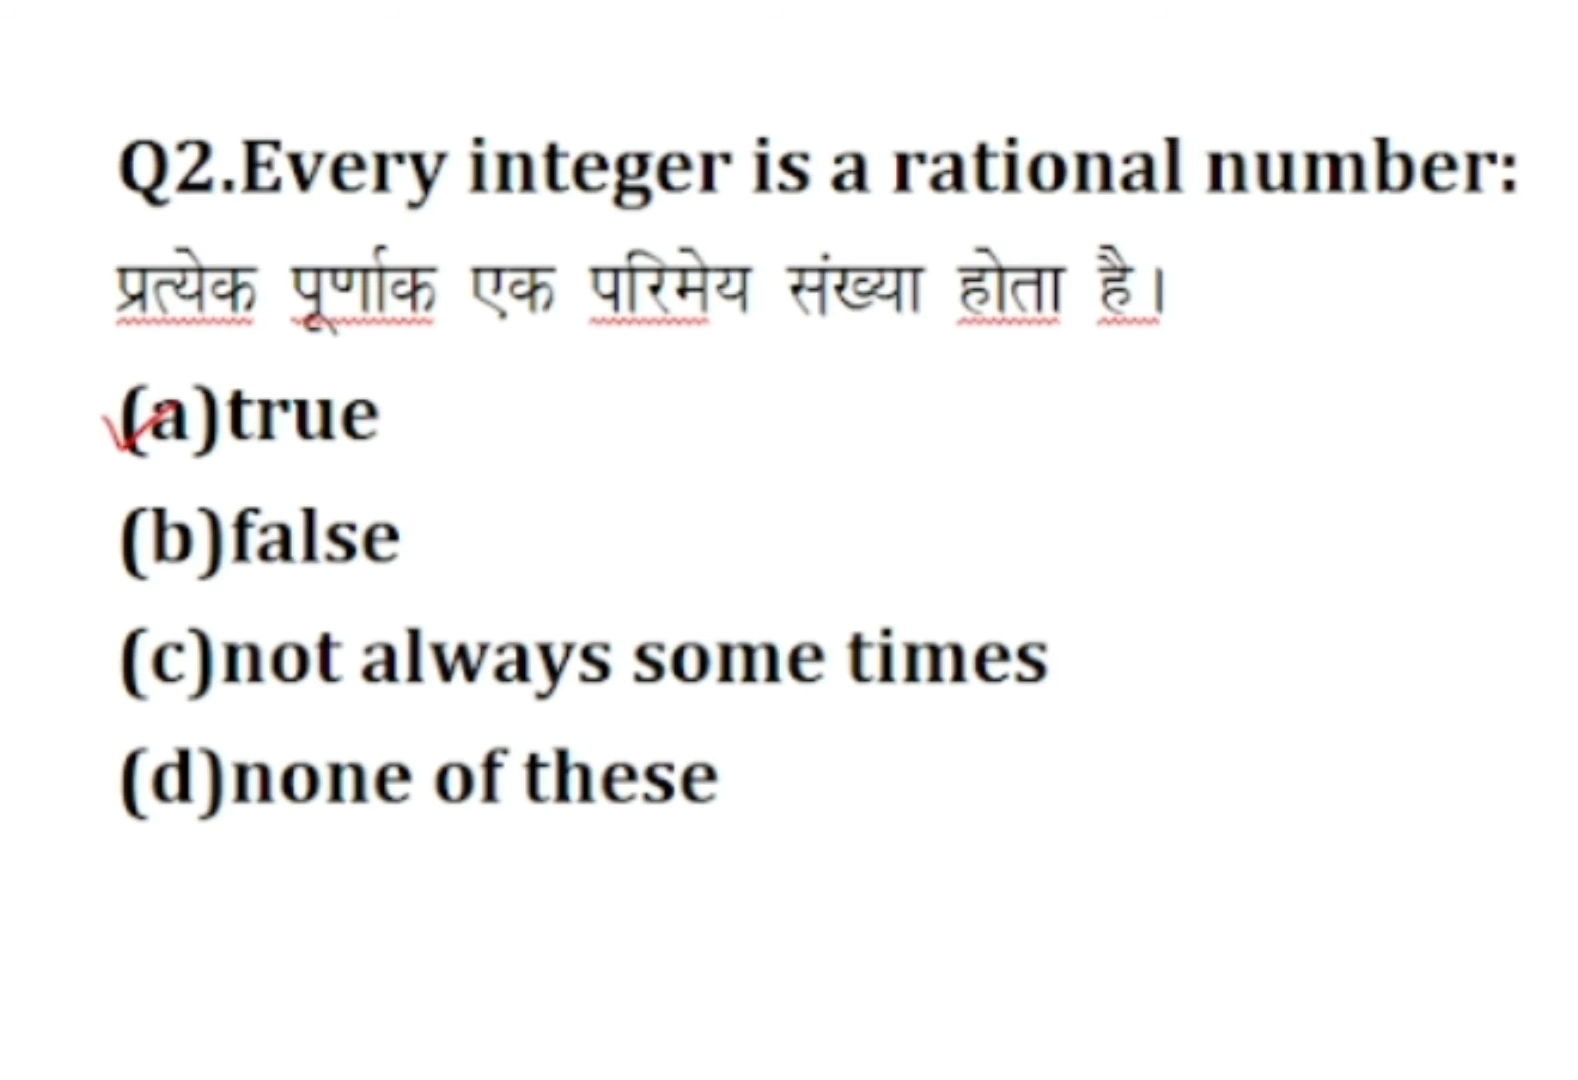 Q2.Every integer is a rational number:
प्रत्येक पूर्णाक एक परिमेय संख्या होता है।
(a)true
(b)false
(c)not always some times
(d)none of these